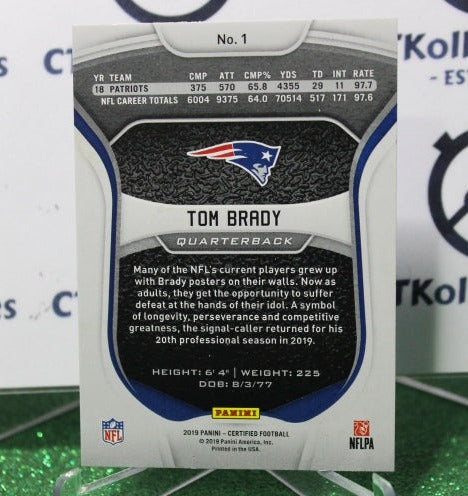 CTKolle
No. 1
CTKolle
- EST
YR TEAM CMP ATT CMP% YDS TD INT RATE
18 PATRIOTS 375 570 65.8 4355 29 11 97.7
NFL CAREER TOTALS 6004 9375 64.0 70514 517 171 97.6
TOM BRADY
QUARTERBACK
Many of the NFL's current players grew up
with Brady posters on their walls. Now as
adults, they get the opportunity to suffer
defeat at the hands of their idol. A symbol
of longevity, perseverance and competitive
greatness, the signal-caller returned for his
20th professional season in 2019.
HEIGHT: 6' 4" | WEIGHT: 225
DOB: 8/3/77
PANINI
NFL
2019 PANINI – CERTIFIED FOOTBALL
© 2019 Panini America, Inc.
Printed in the USA.
NFLPA